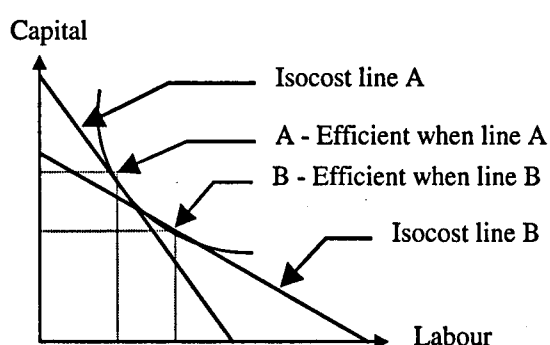 Capital
Isocost line A
A - Efficient when line A
B - Efficient when line B
Isocost line B
Labour